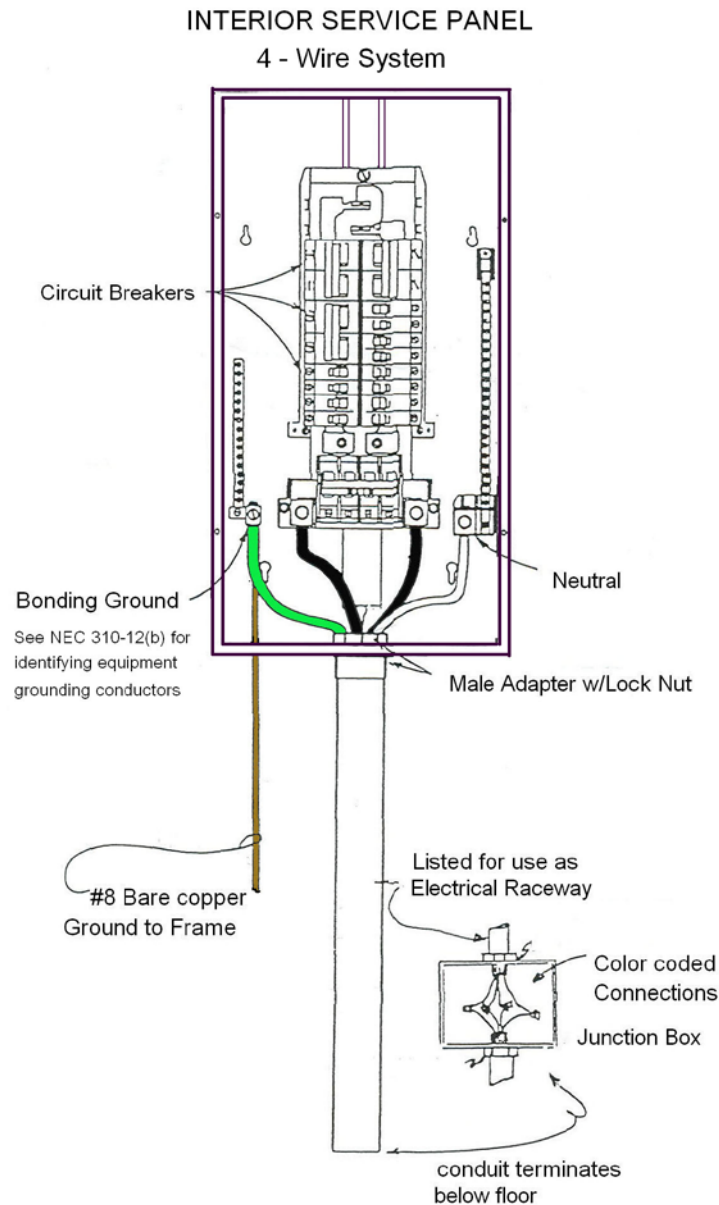 INTERIOR SERVICE PANEL
4 - Wire System
Circuit Breakers
Neutral
Bonding Ground
See NEC 310-12(b) for
identifying equipment
grounding conductors
Male Adapter w/Lock Nut
Listed for use as
Electrical Raceway
#8 Bare copper
Ground to Frame
Color coded
Connections
Junction Box
conduit terminates
below floor